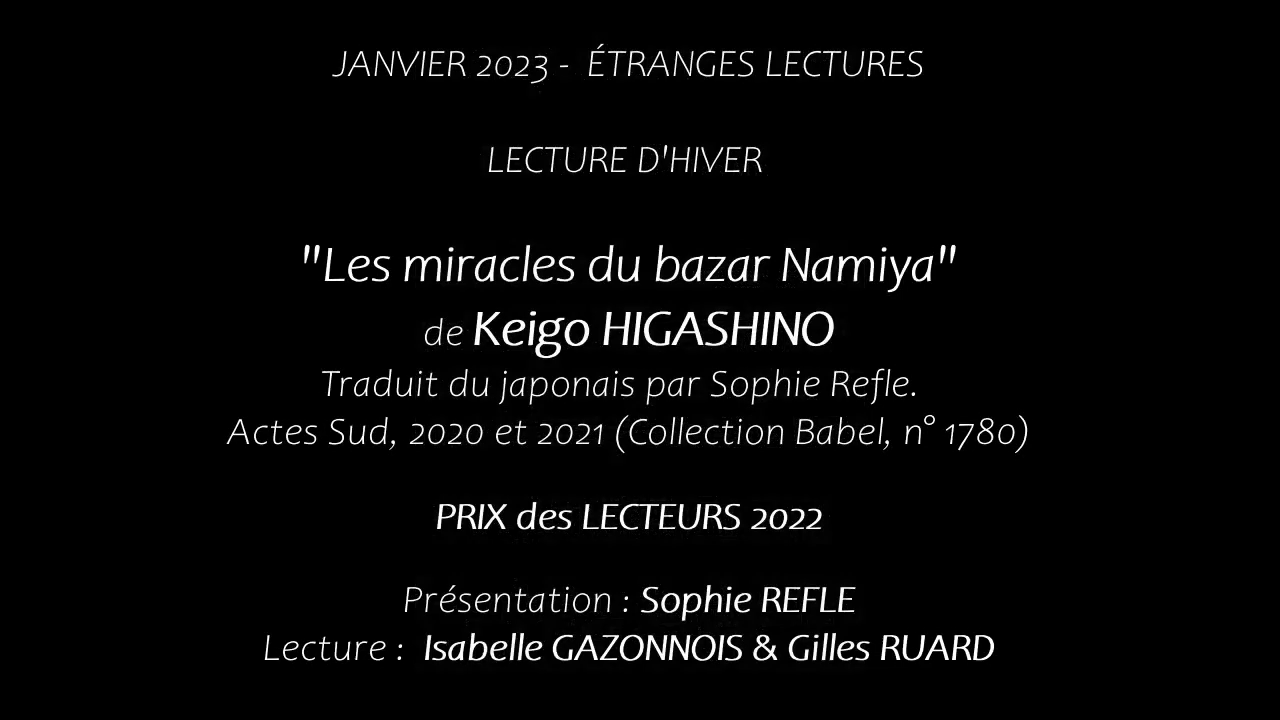 JANVIER 2023 - ÉTRANGES LECTURES
LECTURE D'HIVER
"Les miracles du bazar Namiya"
de Keigo HIGASHINO
Traduit du japonais par Sophie Refle.
Actes Sud, 2020 et 2021 (Collection Babel, n° 1780)
PRIX des LECTEURS 2022
Présentation : Sophie REFLE
Lecture : Isabelle GAZONNOIS & Gilles RUARD